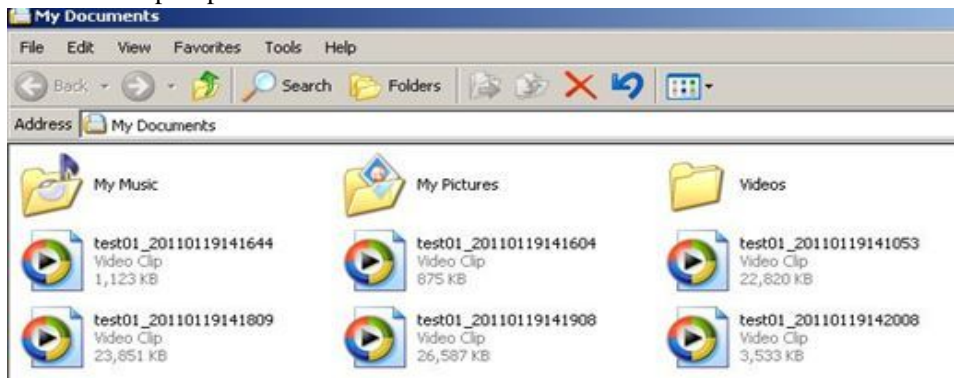 My Documents
File Edit View Favorites Tools Help
Back Search Folders
Address My Documents
My Music My Pictures Videos
test01_20110119141644 test01_20110119141604 test01_20110119141053
Video Clip Video Clip Video Clip
1,123 KB 875 KB 22,820 KB
test01_20110119141809 test01_20110119141908 test01_20110119142008
Video Clip Video Clip Video Clip
23,851 KB 26,587 KB 3,533 KB